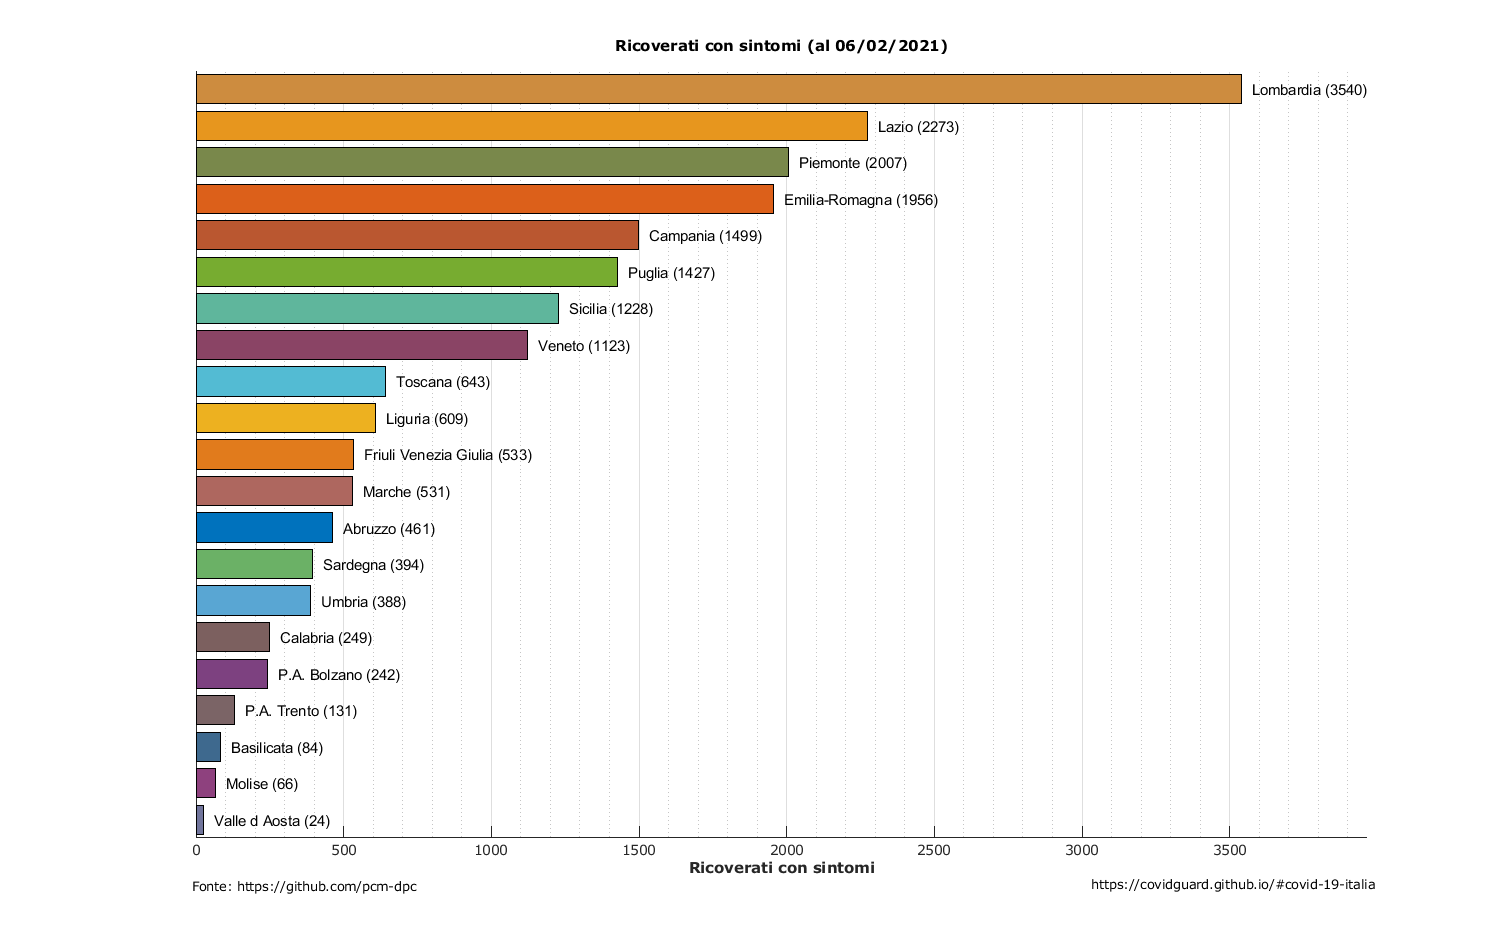 Ricoverati con sintomi (al 06/02/2021)
Lombardia (3540)
Lazio (2273)
Piemonte (2007)
Emilia-Romagna (1956)
Campania (1499)
Puglia (1427)
Sicilia (1228)
Veneto (1123)
Toscana (643)
Liguria (609)
Friuli Venezia Giulia (533)
Marche (531)
Abruzzo (461)
Sardegna (394)
Umbria (388)
Calabria (249)
P.A. Bolzano (242)
P.A. Trento (131)
Basilicata (84)
Molise (66)
Valle d Aosta (24)
0 500 1000 1500 2000 2500 3000 3500
Ricoverati con sintomi
Fonte: https://github.com/pcm-dpc
https://covidguard.github.io/#covid-19-italia